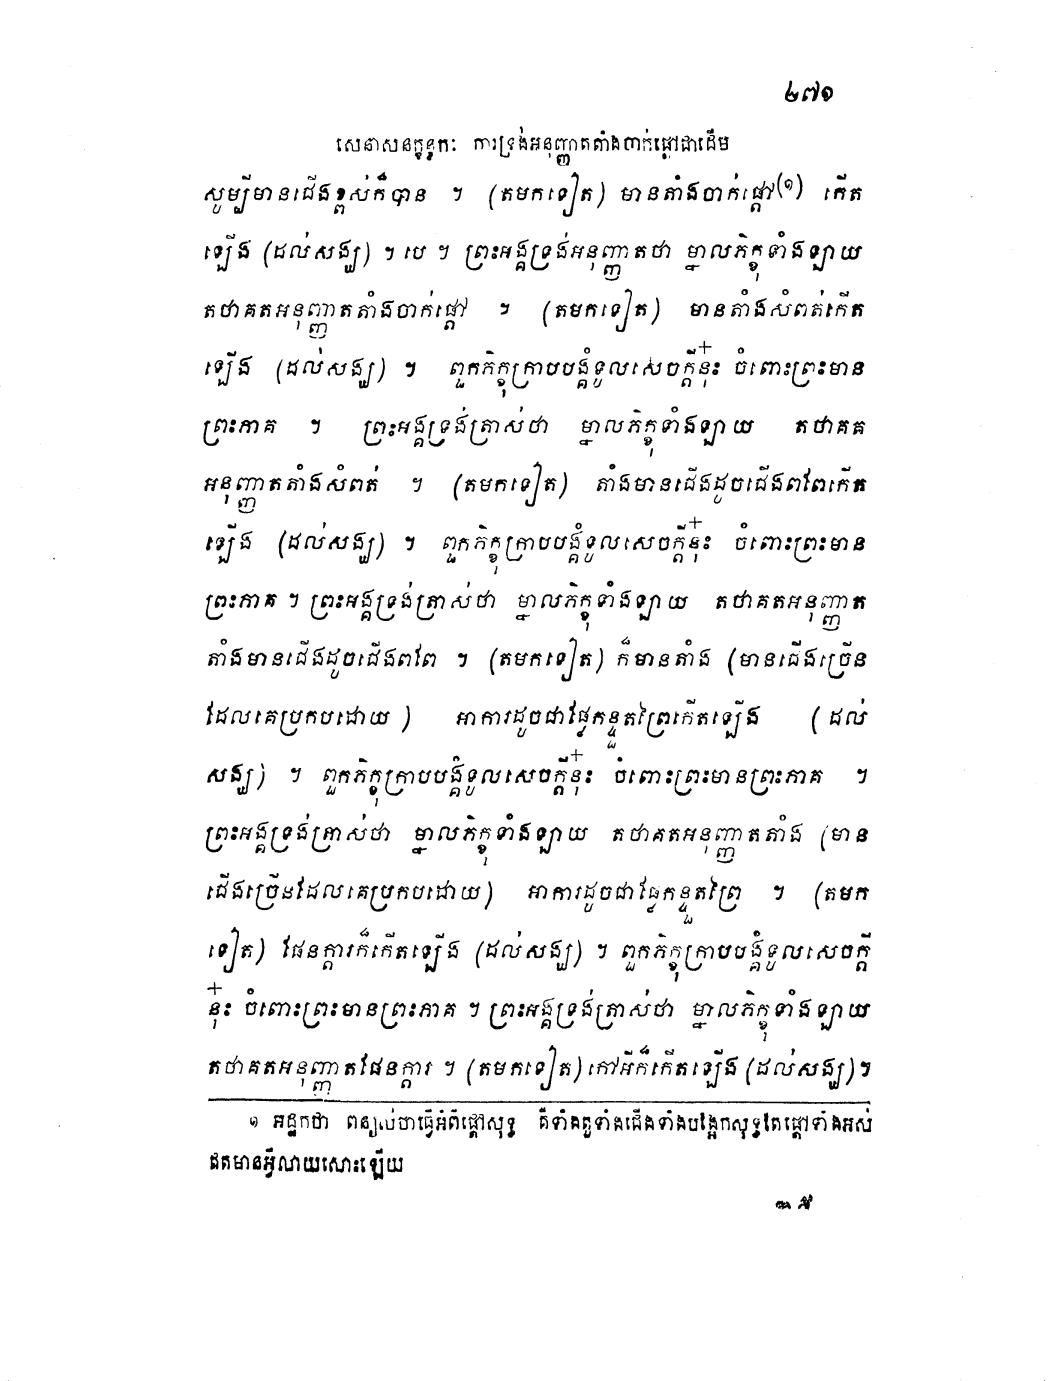 ២៧១
សេនាសនក្ខន្ធកៈ ការទ្រង់អនុញ្ញាតតាំងចាក់ផ្តៅជាដើម
សូម្បីមានជើងខ្ពស់ក៏បាន ។ (តមកទៀត) មានតាំងចាក់ផ្តៅ(១) កើត
ឡើង (ដល់សង្ឃ) ។ បេ ។ ព្រះអង្គទ្រង់អនុញ្ញាតថា ម្នាលភិក្ខុទាំងឡាយ
តថាគតអនុញ្ញាតតាំងចាក់ផ្តៅ ។ (តមកទៀត) មានតាំងសំពត់កើត
ឡើង (ដល់សង្ឃ) ។ ពួកភិក្ខុក្រាបបង្គំទូលសេចក្តីនុ៎ះ ចំពោះព្រះមាន
ព្រះភាគ ។ ព្រះអង្គទ្រង់ត្រាស់ថា ម្នាលភិក្ខុទាំងឡាយ តថាគត
អនុញ្ញាតតាំងសំពត់ ។ (តមកទៀត) តាំងមានជើងដូចជើងពពែកើត
ឡើង (ដល់សង្ឃ) ។ ពួកភិក្ខុក្រាបបង្គំទូលសេចក្តីនុ៎ះ ចំពោះព្រះមាន
ព្រះភាគ ។ ព្រះអង្គទ្រង់ត្រាស់ថា ម្នាលភិក្ខុទាំងឡាយ តថាគតអនុញ្ញាត
តាំងមានជើងដូចជើងពពែ ។ (តមកទៀត) ក៏មានតាំង (មានជើងច្រើន
ដែលគេប្រកបដោយ) អាការដូចជាផ្លែកន្ទួតព្រៃកើតឡើង (ដល់
សង្ឃ) ។ ពួកភិក្ខុក្រាបបង្គំទូលសេចក្តីនុ៎ះ ចំពោះព្រះមានព្រះភាគ ។
ព្រះអង្គទ្រង់ត្រាស់ថា ម្នាលភិក្ខុទាំងឡាយ តថាគតអនុញ្ញាតតាំង (មាន
ជើងច្រើនដែលគេប្រកបដោយ) អាការដូចជាផ្លែកន្ទួតព្រៃ ។ (តមក
ទៀត) ផែនក្តារក៏កើតឡើង (ដល់សង្ឃ) ។ ពួកភិក្ខុក្រាបបង្គំទូលសេចក្តី
នុ៎ះ ចំពោះព្រះមានព្រះភាគ ។ ព្រះអង្គទ្រង់ត្រាស់ថា ម្នាលភិក្ខុទាំងឡាយ
តថាគតអនុញ្ញាតផែនក្តារ ។ (តមកទៀត) កៅអីក៏កើតឡើង (ដល់សង្ឃ) ។
១ អដ្ឋកថា ពន្យល់ថាធ្វើអំពីផ្តៅសុទ្ធ គឺទាំងតួទាំងជើងទាំងបង្អែកសុទ្ធតែផ្តៅទាំងអស់
ឥតមានអ្វីលាយសោះឡើយ